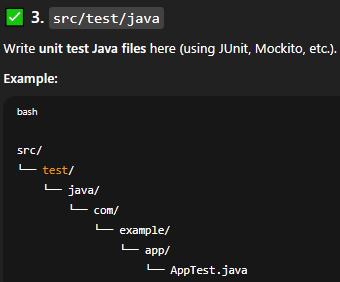 ✅ 3. src/test/java
Write unit test Java files here (using JUnit, Mockito, etc.).
Example:
bash
src/
└── test/
└── java/
└── com/
└── example/
└── app/
└── AppTest.java